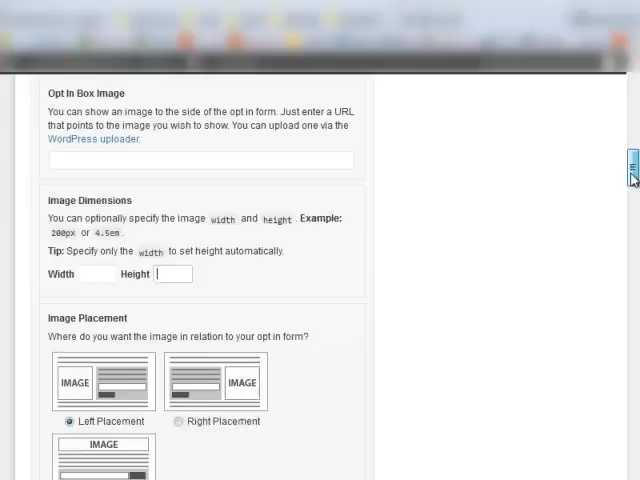 Opt In Box Image
You can show an image to the side of the opt in form. Just enter a URL
that points to the image you wish to show. You can upload one via the
WordPress uploader.
Image Dimensions
You can optionally specify the image width and height . Example:
200px or 4.5em.
Tip: Specify only the width to set height automatically.
Width Height
Image Placement
Where do you want the image in relation to your opt in form?
IMAGE IMAGE
Left Placement Right Placement
IMAGE